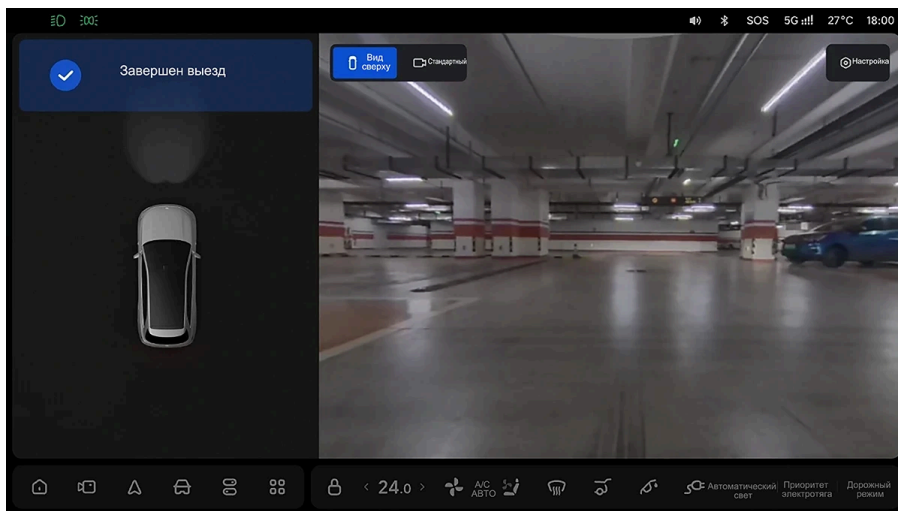 SOS 5G 27°C 18:00
Завершен выезд
Вид
сверху
Стандартный
Настройка
24.0
A/C
АВТО
Автоматический
свет
Приоритет
электротяга
Дорожный
режим